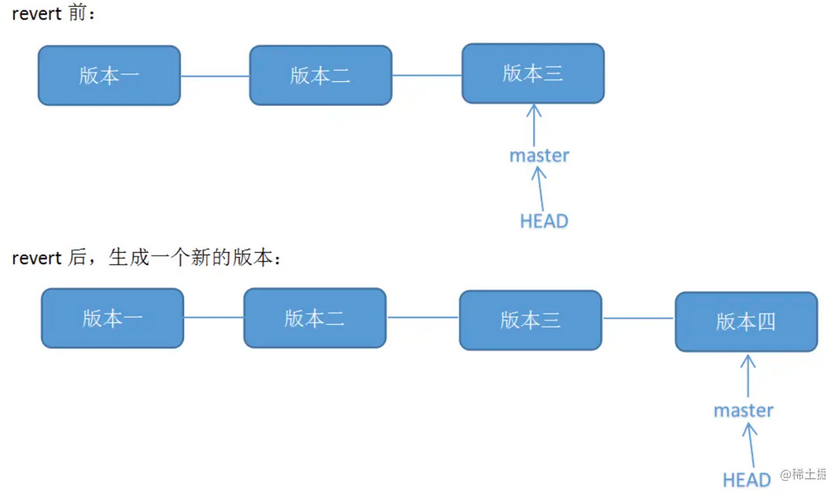 revert 前：
版本一 版本二 版本三
master
HEAD
revert 后，生成一个新的版本：
版本一 版本二 版本三 版本四
master
HEAD
@稀土掘